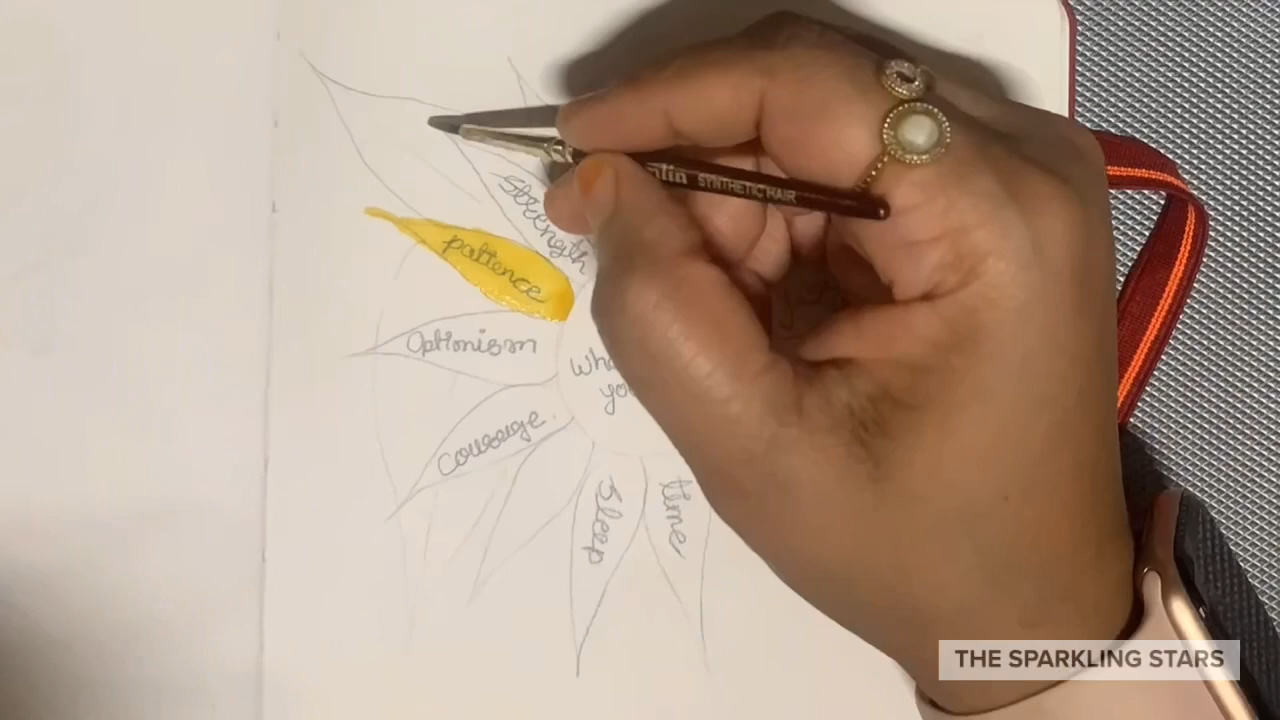 Strength
patience
Optimism
Courage.
Sleep
time
SYNTHETIC HAIR
THE SPARKLING STARS